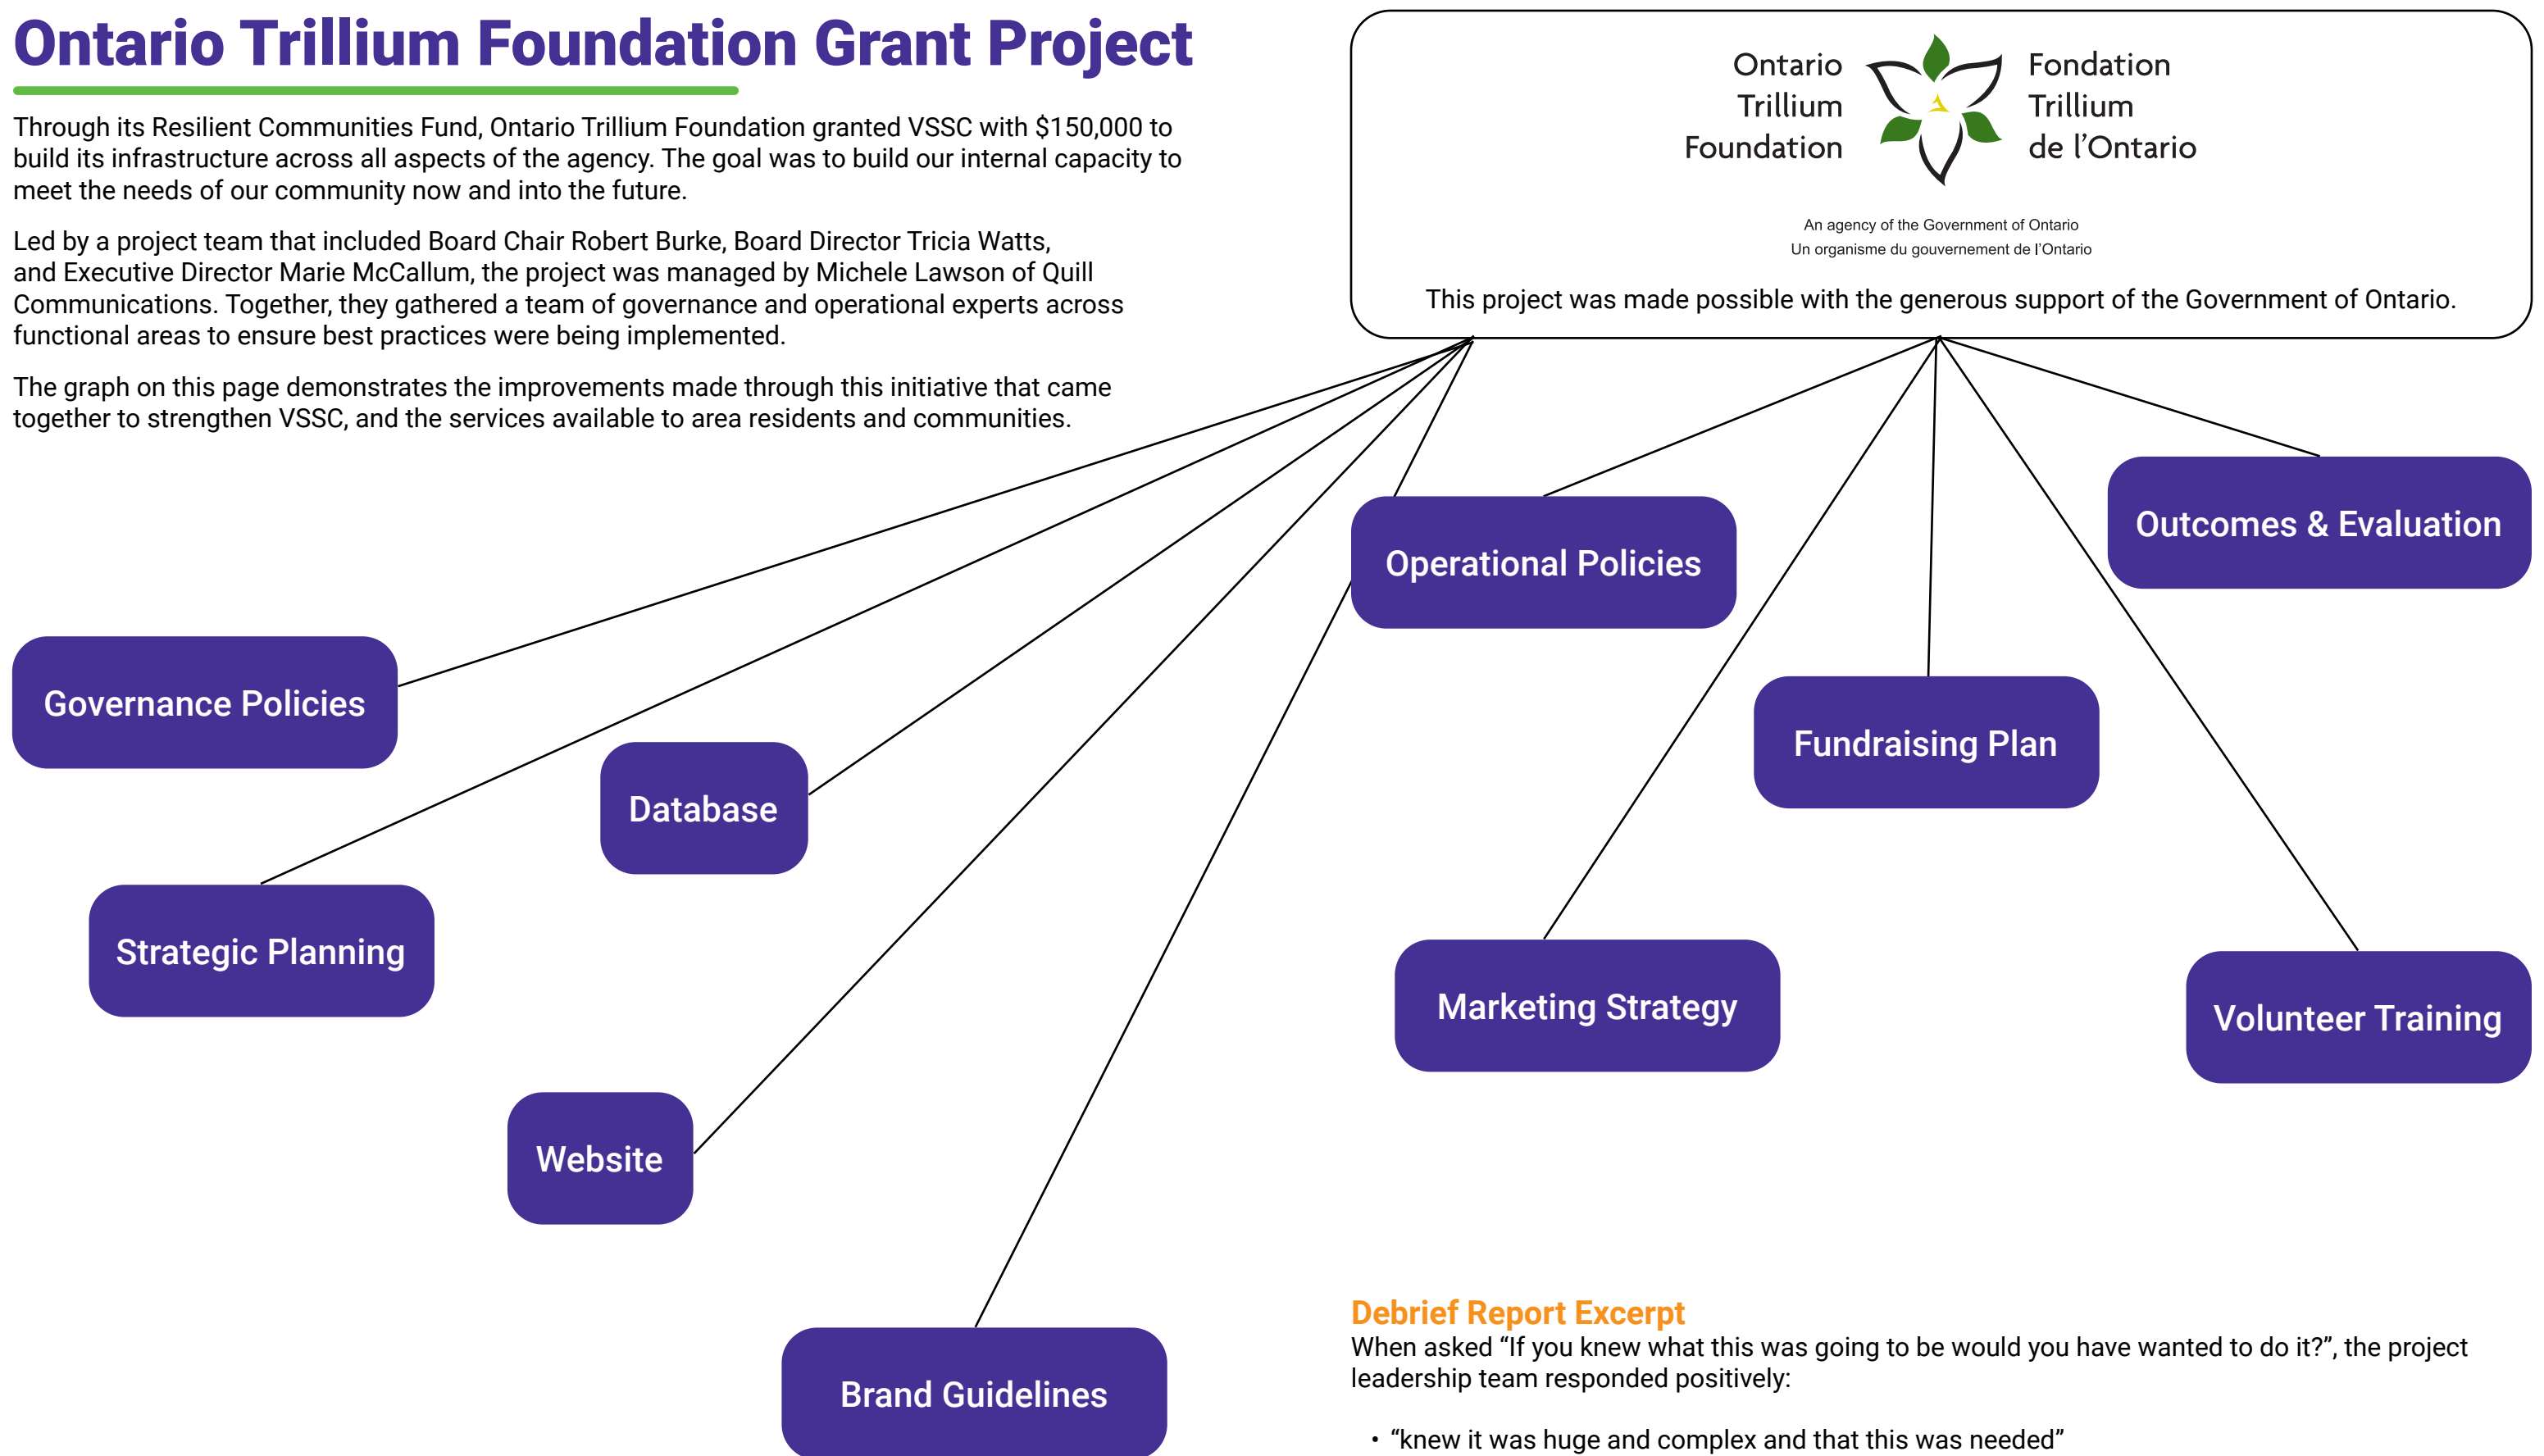 Ontario Trillium Foundation Grant Project
Through its Resilient Communities Fund, Ontario Trillium Foundation granted VSSC with $150,000 to
build its infrastructure across all aspects of the agency. The goal was to build our internal capacity to
meet the needs of our community now and into the future.
Led by a project team that included Board Chair Robert Burke, Board Director Tricia Watts,
and Executive Director Marie McCallum, the project was managed by Michele Lawson of Quill
Communications. Together, they gathered a team of governance and operational experts across
functional areas to ensure best practices were being implemented.
The graph on this page demonstrates the improvements made through this initiative that came
together to strengthen VSSC, and the services available to area residents and communities.
Ontario
Trillium
Foundation
Fondation
Trillium
de l’Ontario
An agency of the Government of Ontario
Un organisme du gouvernement de l’Ontario
This project was made possible with the generous support of the Government of Ontario.
Outcomes & Evaluation
Operational Policies
Governance Policies
Fundraising Plan
Database
Strategic Planning
Marketing Strategy
Volunteer Training
Website
Brand Guidelines
Debrief Report Excerpt
When asked “If you knew what this was going to be would you have wanted to do it?”, the project
leadership team responded positively:
• “knew it was huge and complex and that this was needed”